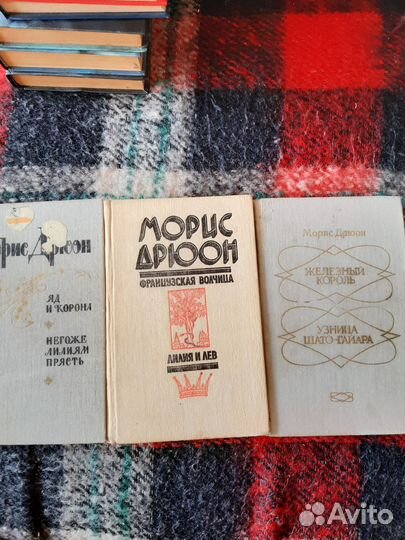 рис Дрюон
ЯД
И КОРОНА
НЕГОЖЕ
ЛИЛИЯМ
ПРЯСТЬ
МОРИС
ДРЮОН
ФРАНЦУЗСКАЯ ВОЛЧИЦА
ЛИЛИЯ И ЛЕВ
Морис Дрюон
ЖЕЛЕЗНЫЙ
КОРОЛЬ
УЗНИЦА
ШАТО-ГАЙАРА
Avito